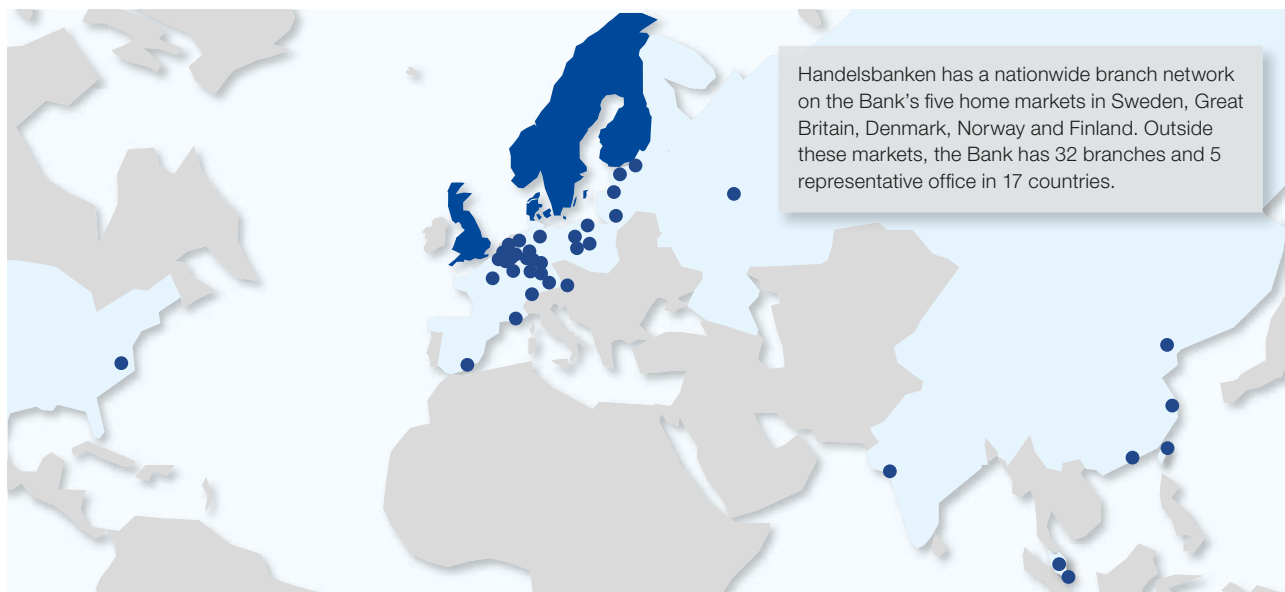 Handelsbanken has a nationwide branch network
on the Bank’s five home markets in Sweden, Great
Britain, Denmark, Norway and Finland. Outside
these markets, the Bank has 32 branches and 5
representative office in 17 countries.